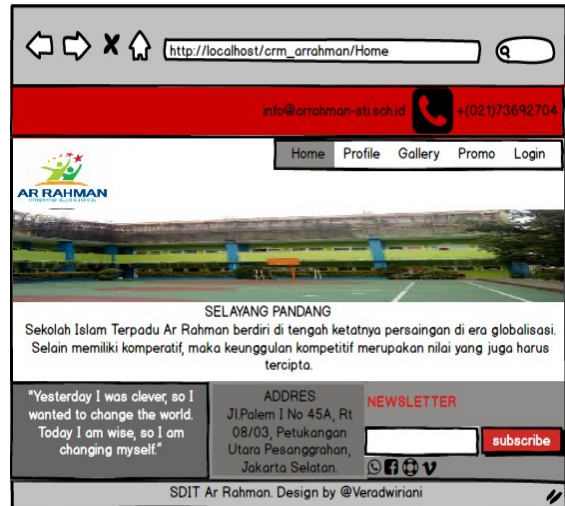 http://localhost/crm_arrahman/Home
info@arrahman-sti.sch.id +(021)73692704
Home Profile Gallery Promo Login
AR RAHMAN
SELAYANG PANDANG
Sekolah Islam Terpadu Ar Rahman berdiri di tengah ketatnya persaingan di era globalisasi.
Selain memiliki komperatif, maka keunggulan kompetitif merupakan nilai yang juga harus
tercipta.
"Yesterday I was clever, so I
wanted to change the world.
Today I am wise, so I am
changing myself."
ADDRES
Jl.Palem I No 45A, Rt
08/03, Petukangan
Utara Pesanggrahan,
Jakarta Selatan.
NEWSLETTER
subscribe
SDIT Ar Rahman. Design by @Veradwiriani